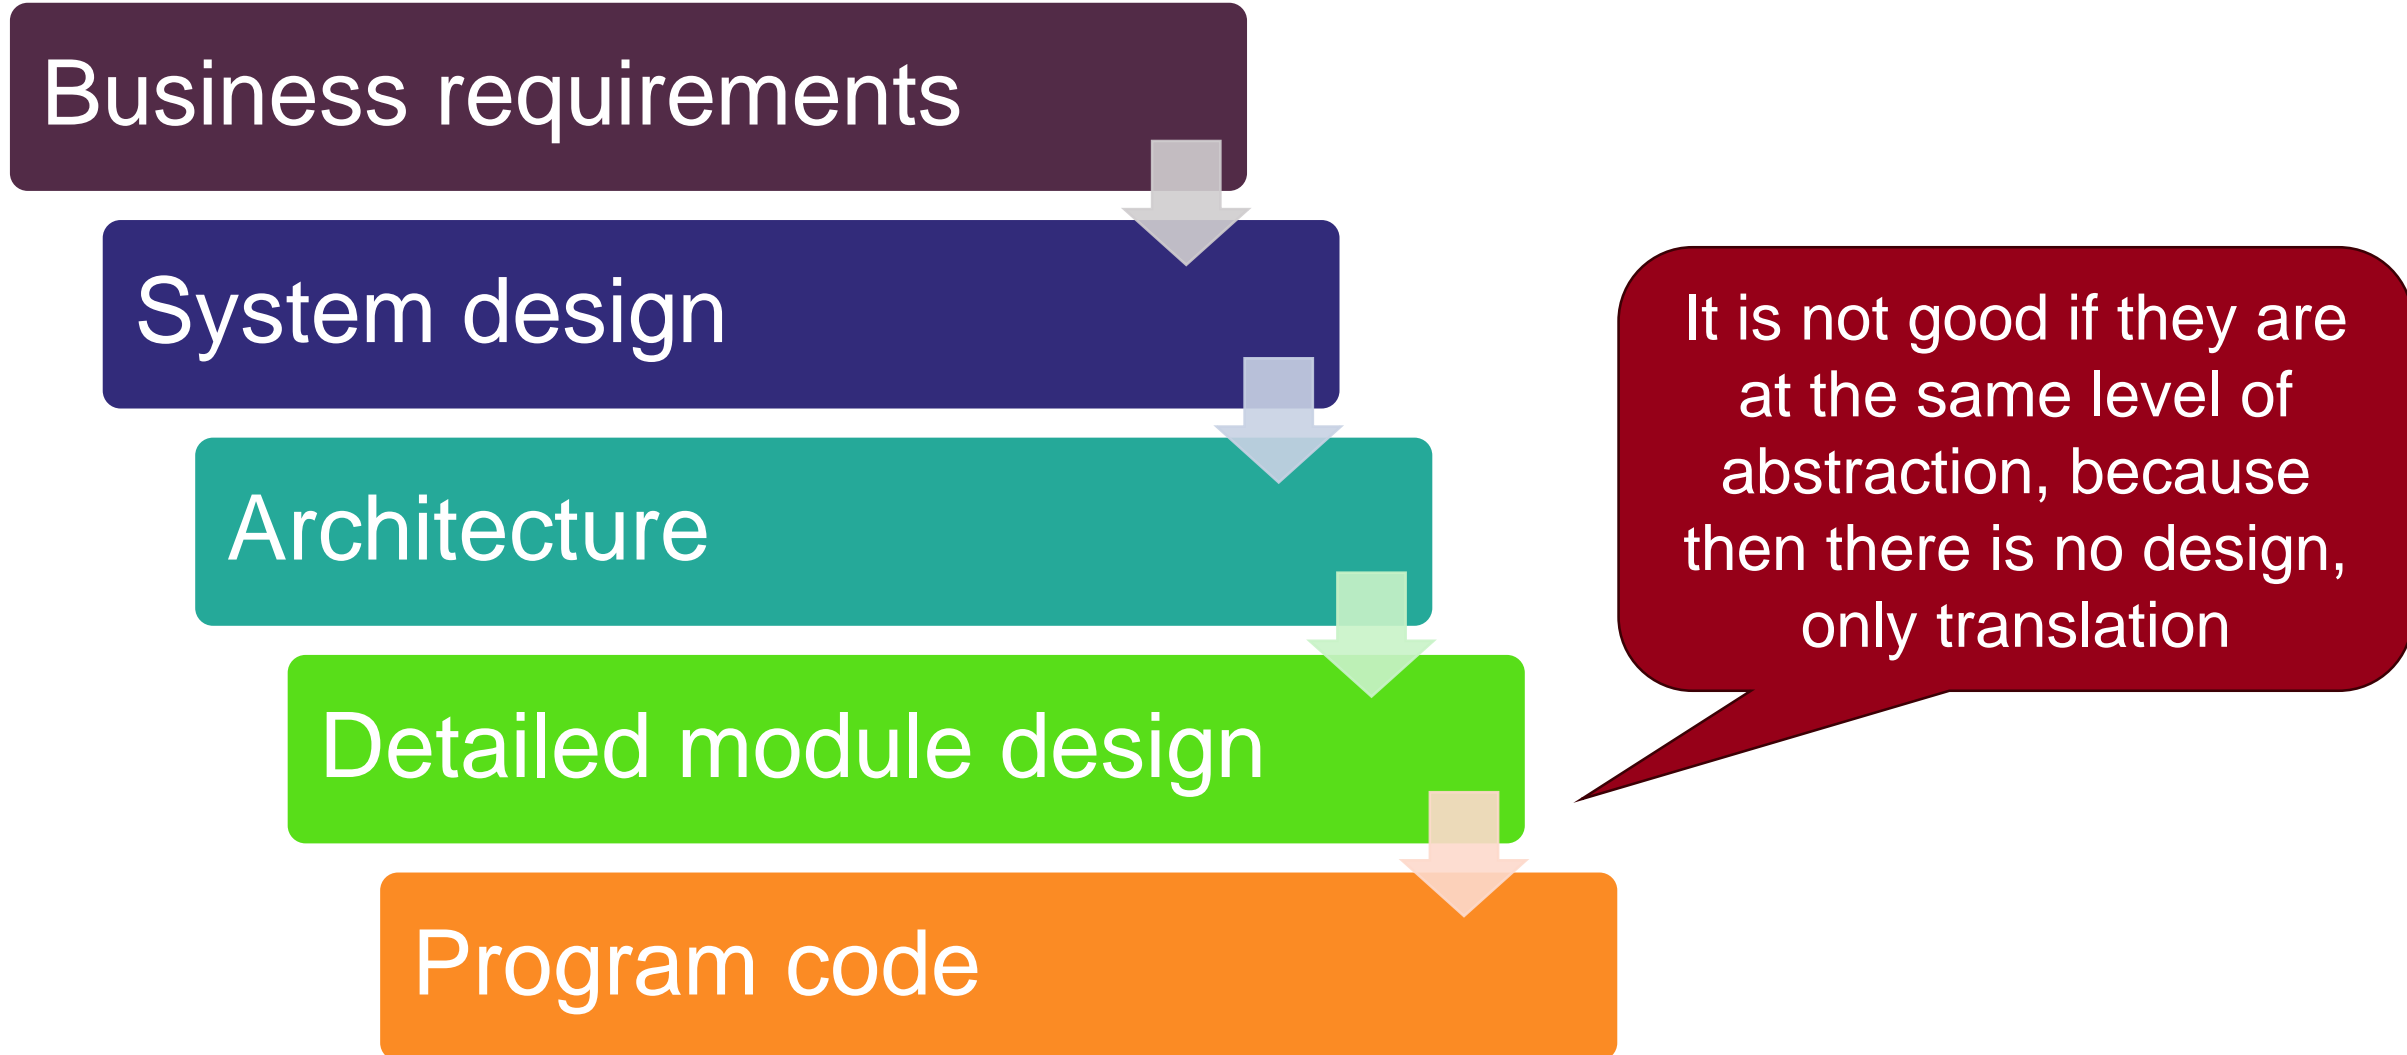 Business requirements
System design
Architecture
Detailed module design
Program code
It is not good if they are
at the same level of
abstraction, because
then there is no design,
only translation